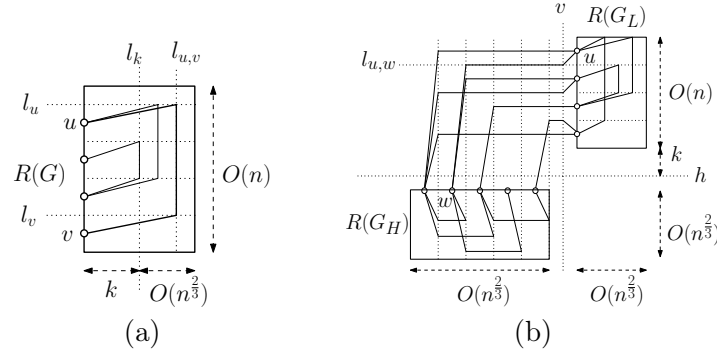 l_k l_{u,v}
l_u
u
R(G)
O(n)
l_v
v
k O(n^{2/3})
(a)
v R(G_L)
l_{u,w}
u
O(n)
k
h
w
R(G_H)
O(n^{2/3})
O(n^{2/3}) O(n^{2/3})
(b)